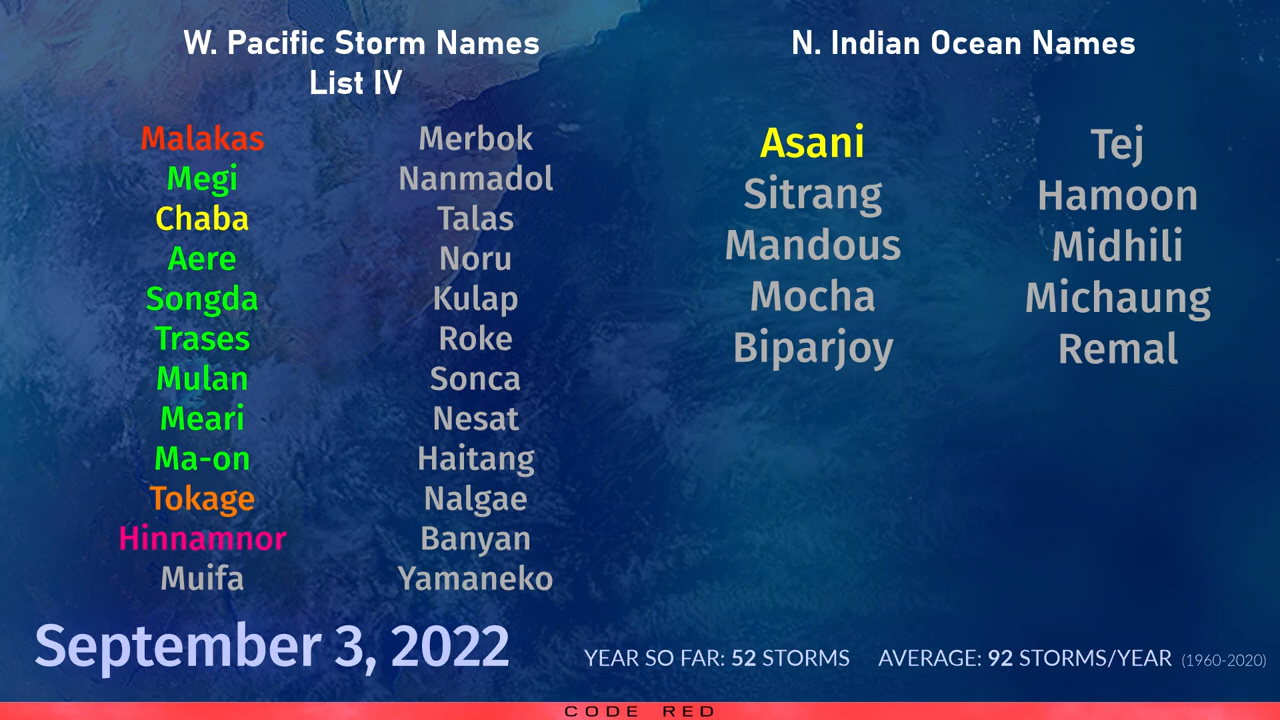 W. Pacific Storm Names
List IV
Malakas
Megi
Chaba
Aere
Songda
Trases
Mulan
Meari
Ma-on
Tokage
Hinnamnor
Muifa
Merbok
Nanmadol
Talas
Noru
Kulap
Roke
Sonca
Nesat
Haitang
Nalgae
Banyan
Yamaneko
N. Indian Ocean Names
Asani
Sitrang
Mandous
Mocha
Biparjoy
Tej
Hamoon
Midhili
Michaung
Remal
September 3, 2022
YEAR SO FAR: 52 STORMS
AVERAGE: 92 STORMS/YEAR (1960-2020)
CODE RED